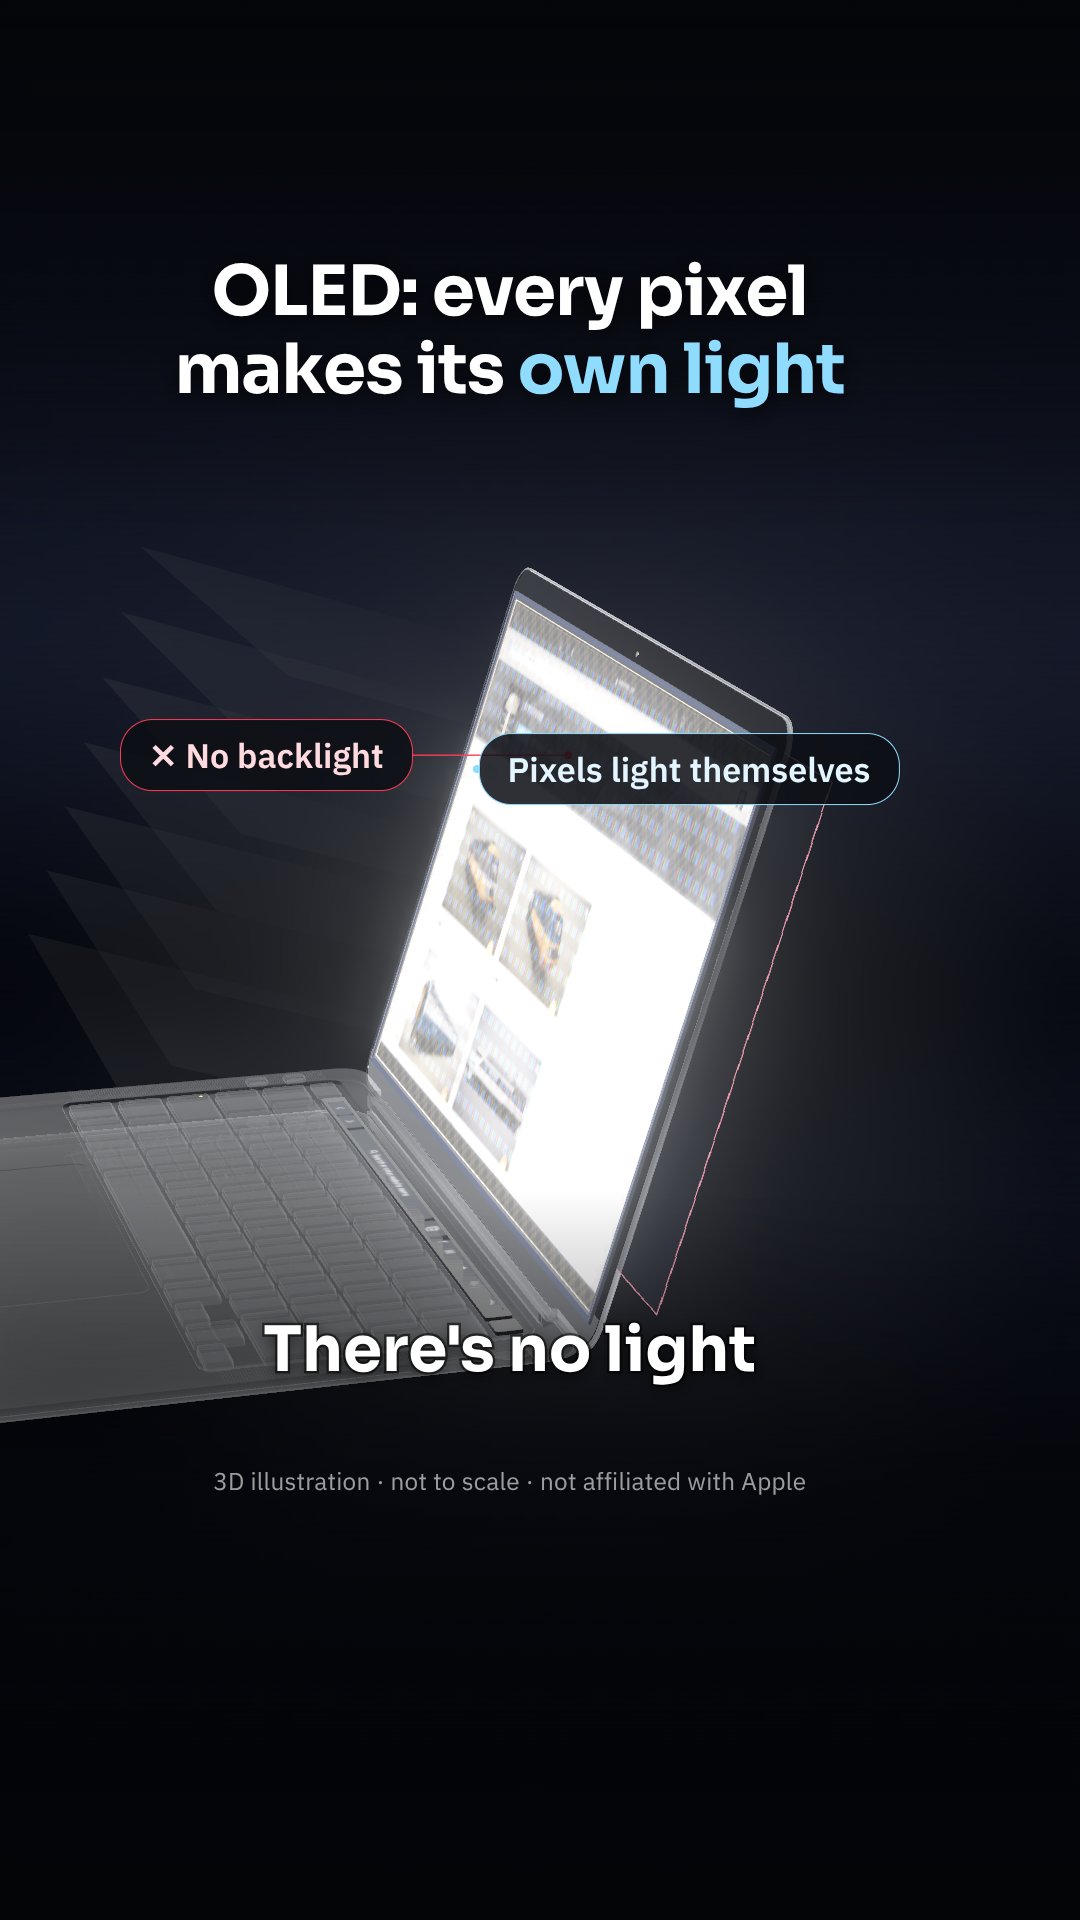 OLED: every pixel
makes its own light
✕ No backlight
Pixels light themselves
There's no light
3D illustration · not to scale · not affiliated with Apple